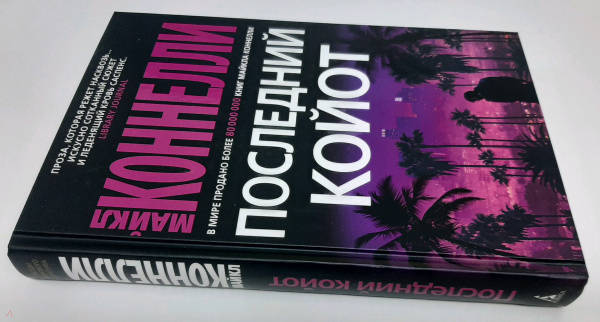 ПРОЗА, КОТОРАЯ РЕЖЕТ НАСКВОЗЬ...
ИСКУСНО СОТКАННЫЙ СЮЖЕТ
И ЛЕДЕНЯЩИЙ КРОВЬ САСПЕНС.
LIBRARY JOURNAL
МАЙКЛ
КОННЕЛЛИ
В МИРЕ ПРОДАНО БОЛЕЕ 80 000 000 КНИГ МАЙКЛА КОННЕЛЛИ
ПОСЛЕДНИЙ
КОЙОТ
МАЙКЛ
КОННЕЛЛИ
ПОСЛЕДНИЙ КОЙОТ